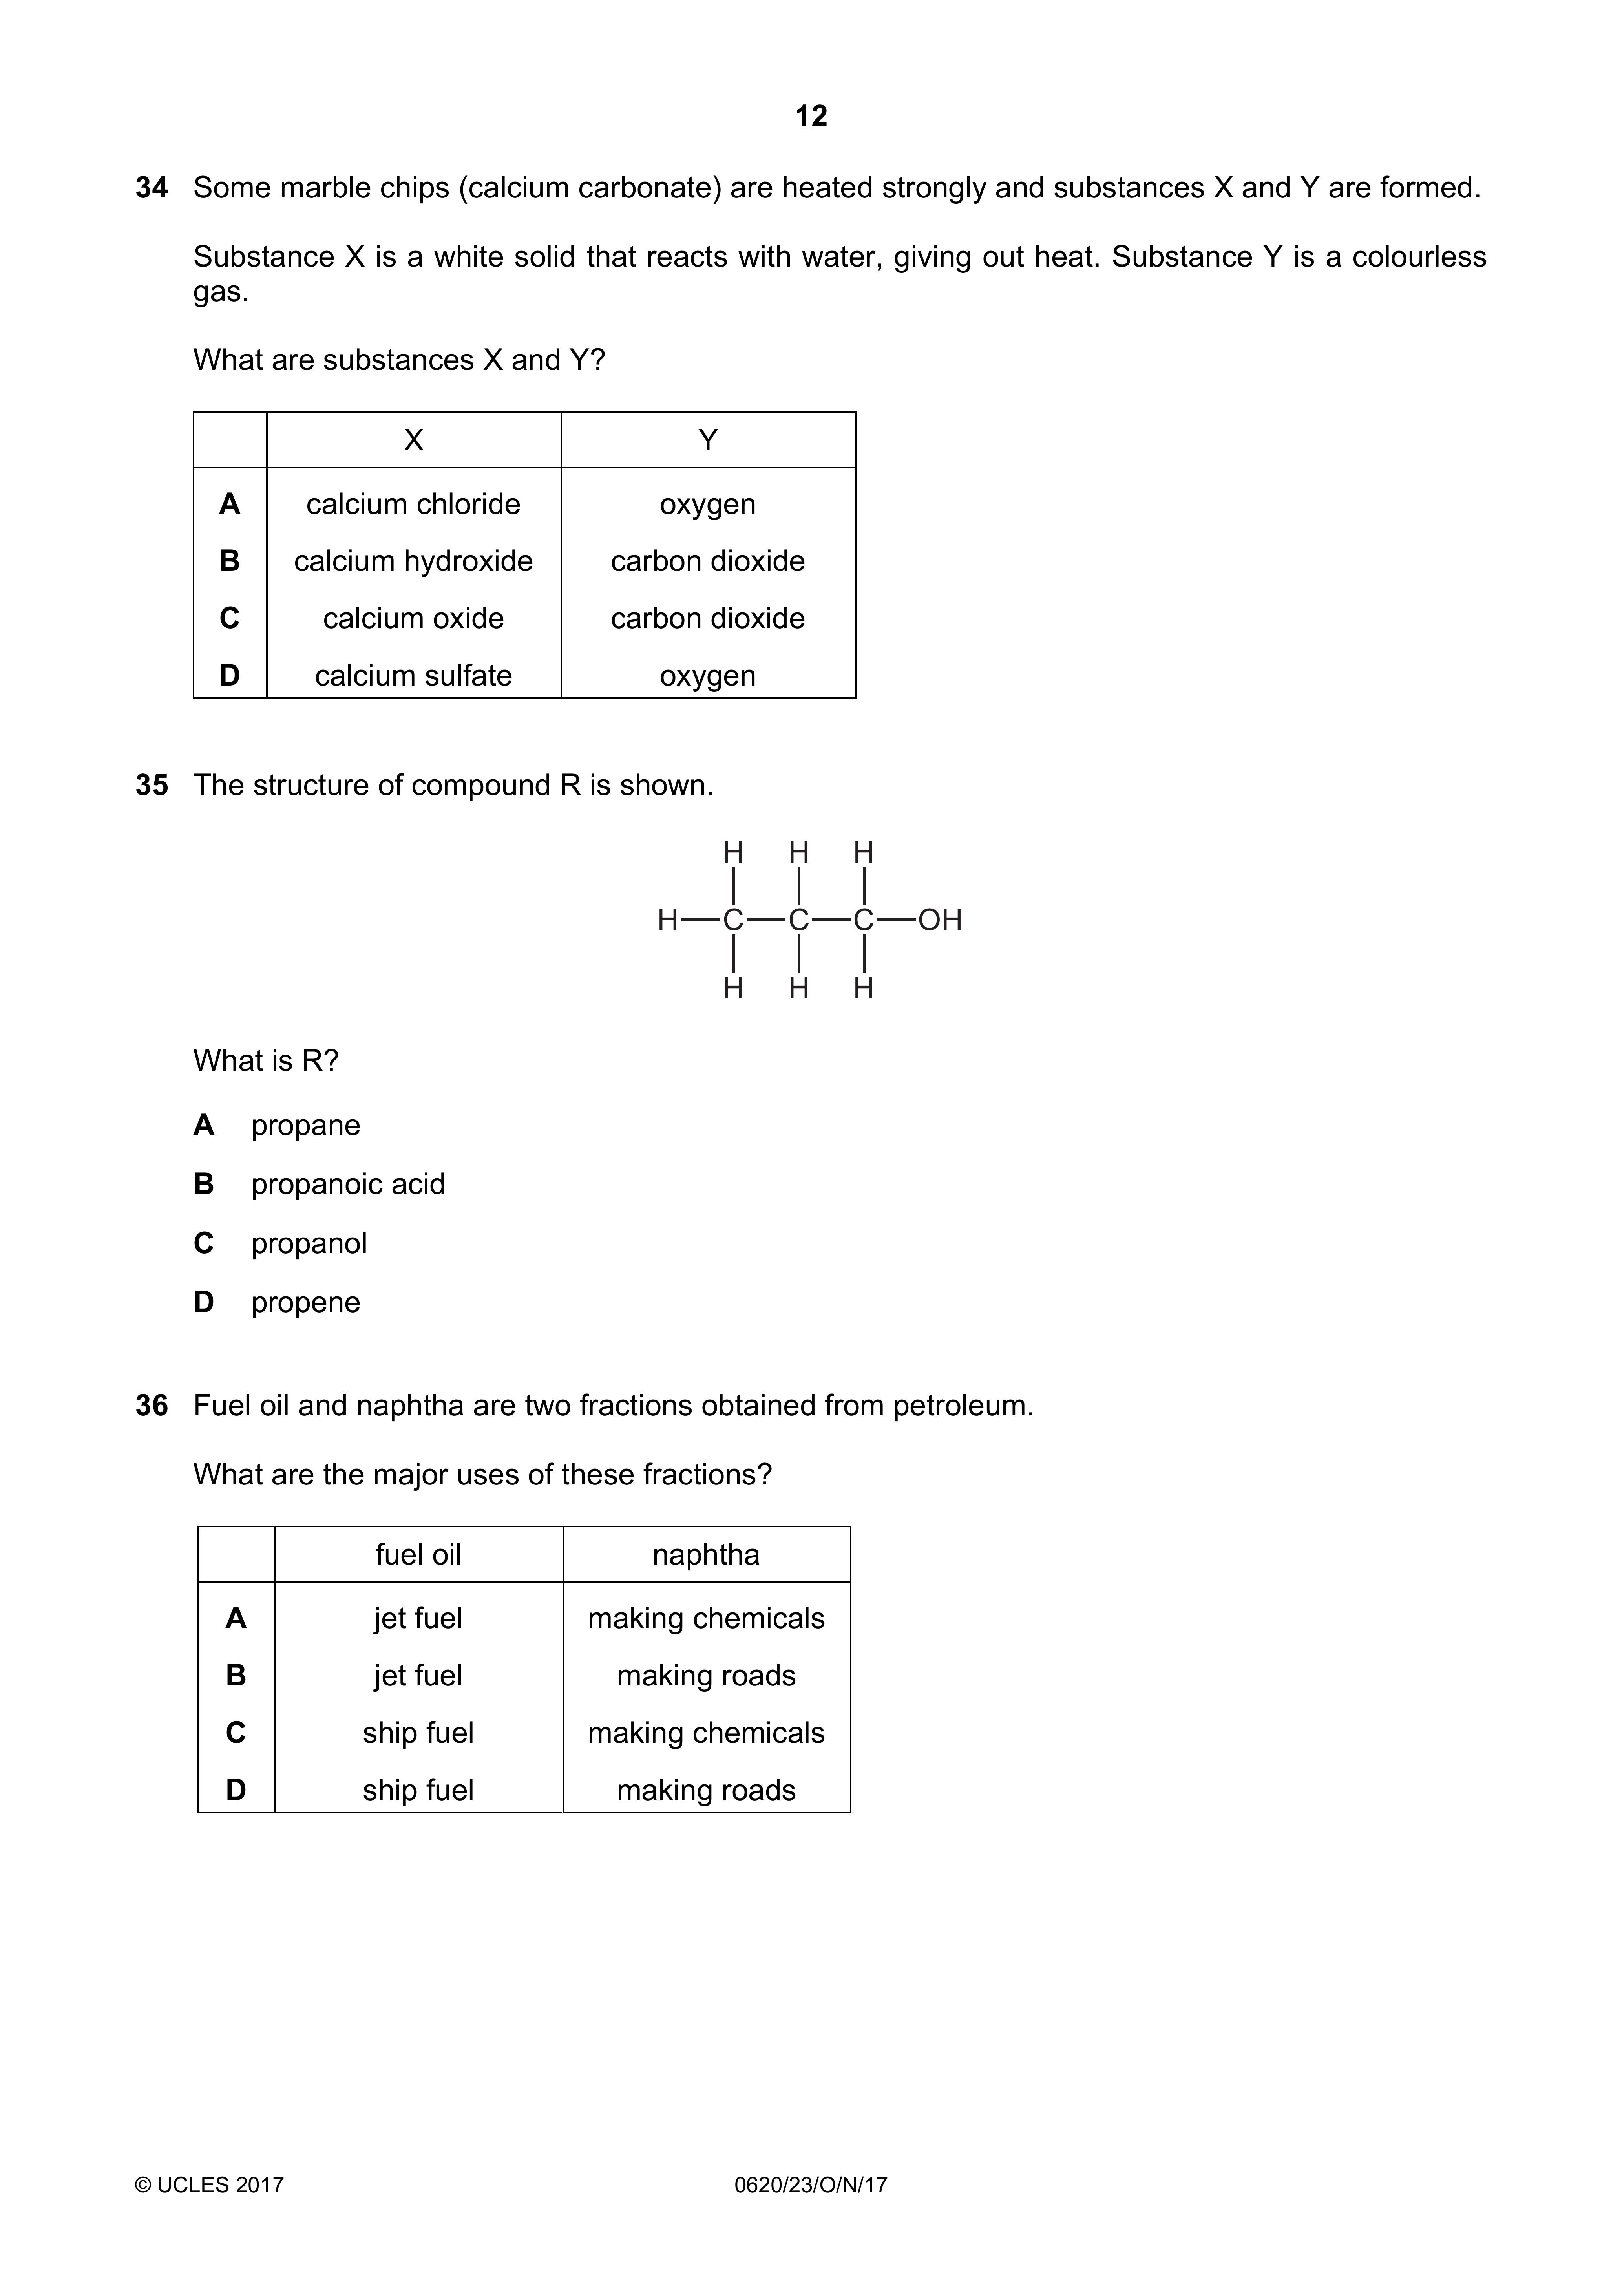 12
34 Some marble chips (calcium carbonate) are heated strongly and substances X and Y are formed.
Substance X is a white solid that reacts with water, giving out heat. Substance Y is a colourless
gas.
What are substances X and Y?
X Y
A calcium chloride oxygen
B calcium hydroxide carbon dioxide
C calcium oxide carbon dioxide
D calcium sulfate oxygen
35 The structure of compound R is shown.
H H H
H C C C OH
H H H
What is R?
A propane
B propanoic acid
C propanol
D propene
36 Fuel oil and naphtha are two fractions obtained from petroleum.
What are the major uses of these fractions?
fuel oil naphtha
A jet fuel making chemicals
B jet fuel making roads
C ship fuel making chemicals
D ship fuel making roads
© UCLES 2017 0620/23/O/N/17